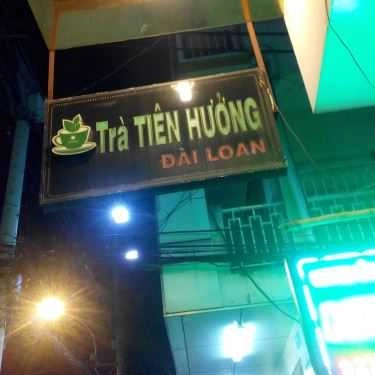 Trà TIÊN HƯỞNG
ĐÀI LOAN